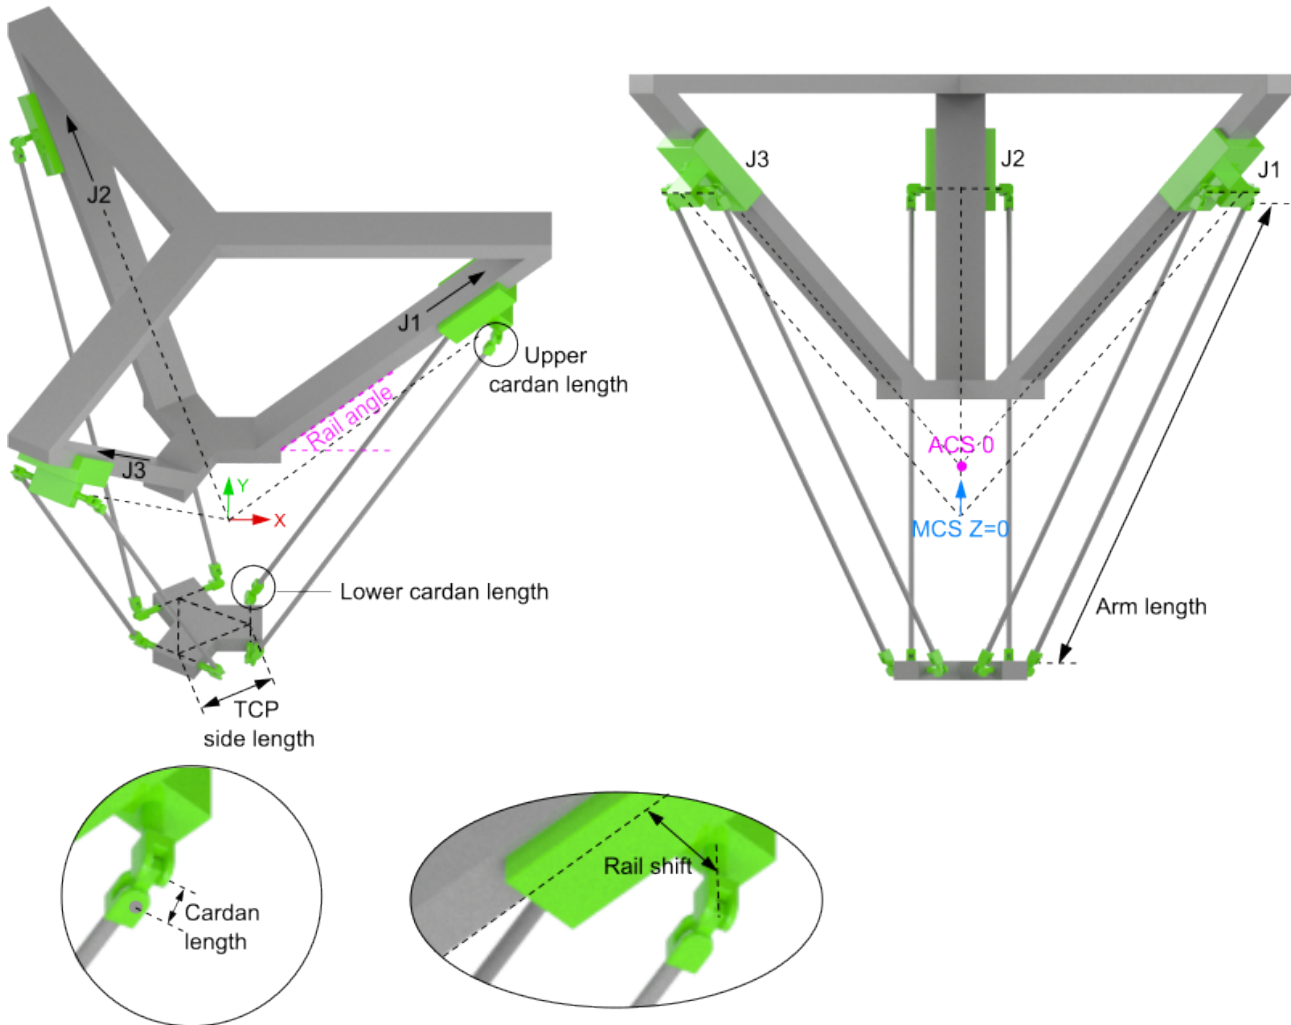 J2
J1
Upper
cardan length
Rail angle
J3
Y
X
Lower cardan length
TCP
side length
J3
J2
J1
ACS 0
MCS Z=0
Arm length
Cardan
length
Rail shift